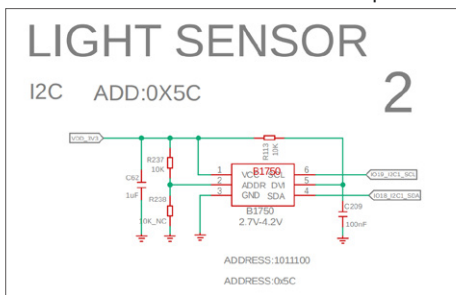 LIGHT SENSOR
I2C ADD:0X5C
2
VDD_3V3
R237
10K
R113
10K
C62
1uF
R238
10K_NC
B1750
1 VCC SCL 6
2 ADDR DVI 5
3 GND SDA 4
IO19_I2C1_SCL
IO18_I2C1_SDA
B1750
2.7V-4.2V
C209
100nF
ADDRESS:1011100
ADDRESS:0x5C